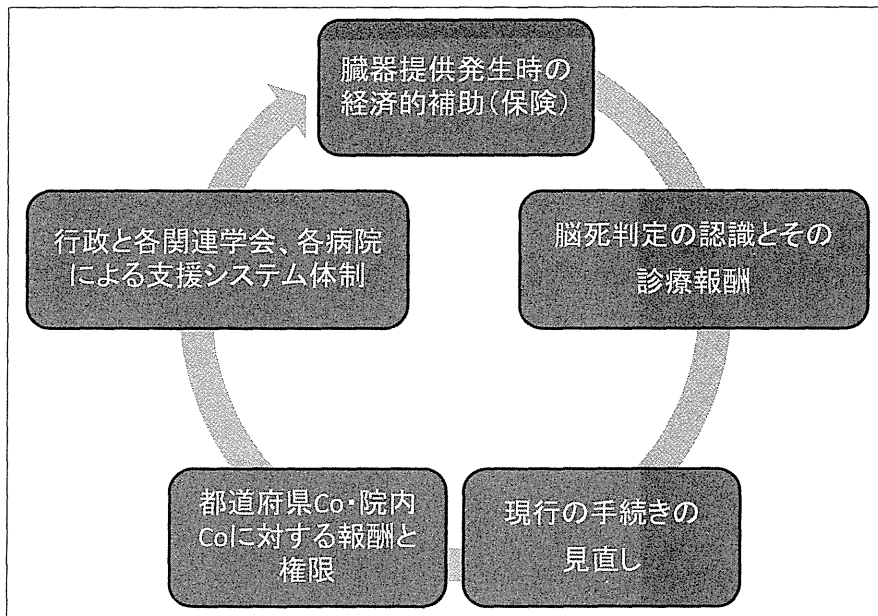 臓器提供発生時の
経済的補助(保険)
脳死判定の認識とその
診療報酬
現行の手続きの
見直し
都道府県Co・院内
Coに対する報酬と
権限
行政と各関連学会、各病院
による支援システム体制